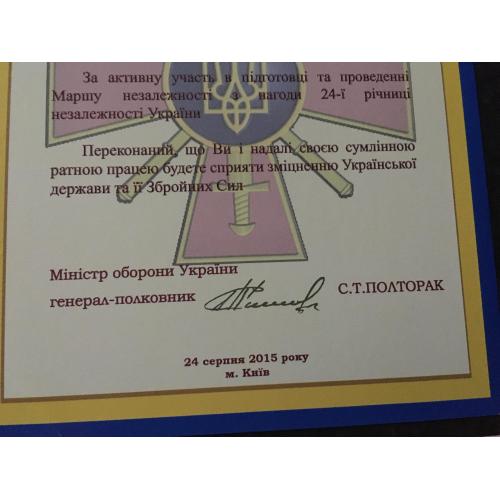 За активну участь в підготовці та проведенні
Маршу незалежності з нагоди 24-ї річниці
незалежності України
Переконаний, що Ви і надалі своєю сумлінною
ратною працею будете сприяти зміцненню Української
держави та її Збройних Сил
Міністр оборони України
генерал-полковник С.Т.ПОЛТОРАК
24 серпня 2015 року
м. Київ